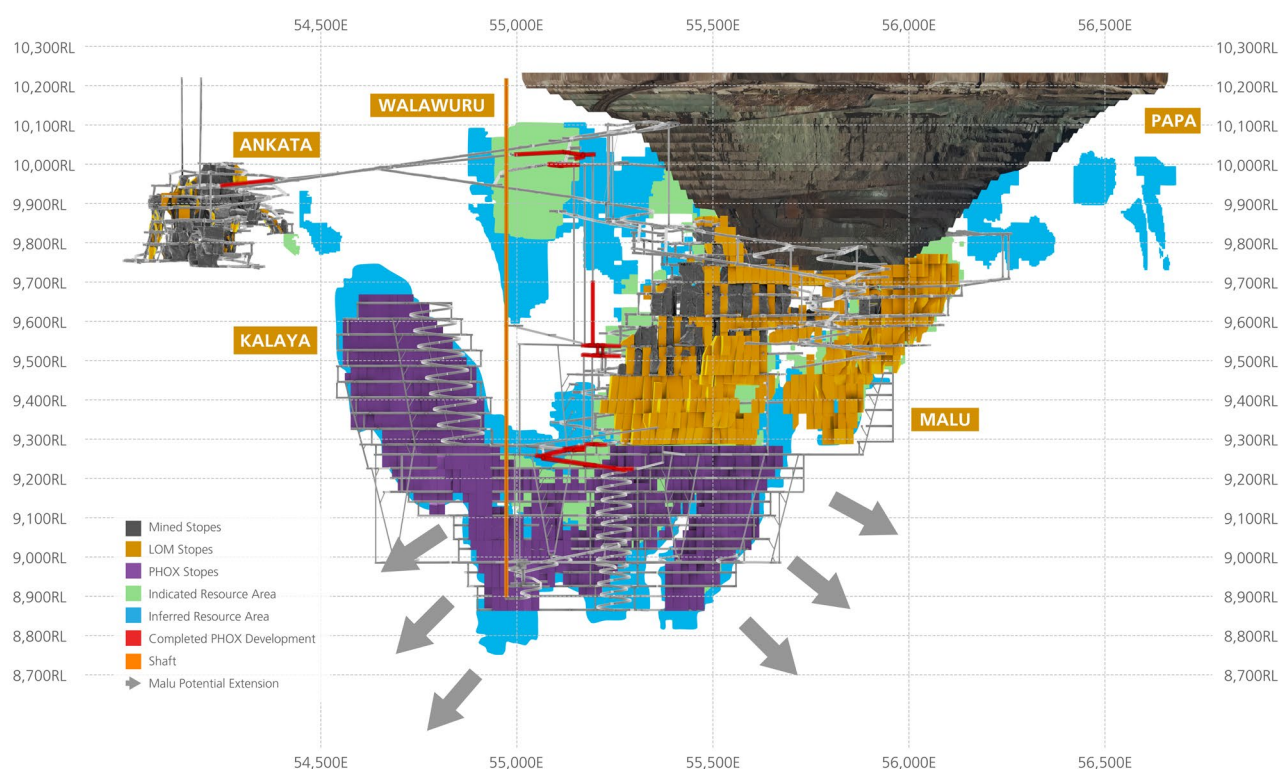 54,500E 55,000E 55,500E 56,000E 56,500E
10,300RL 10,300RL
10,200RL 10,200RL
WALAWURU
10,100RL 10,100RL
PAPA
ANKATA
10,000RL 10,000RL
9,900RL 9,900RL
9,800RL 9,800RL
9,700RL 9,700RL
9,600RL 9,600RL
KALAYA
9,500RL 9,500RL
9,400RL 9,400RL
MALU
9,300RL 9,300RL
9,200RL 9,200RL
9,100RL 9,100RL
9,000RL 9,000RL
8,900RL 8,900RL
8,800RL 8,800RL
8,700RL 8,700RL
Mined Stopes
LOM Stopes
PHOX Stopes
Indicated Resource Area
Inferred Resource Area
Completed PHOX Development
Shaft
Malu Potential Extension
54,500E 55,000E 55,500E 56,000E 56,500E